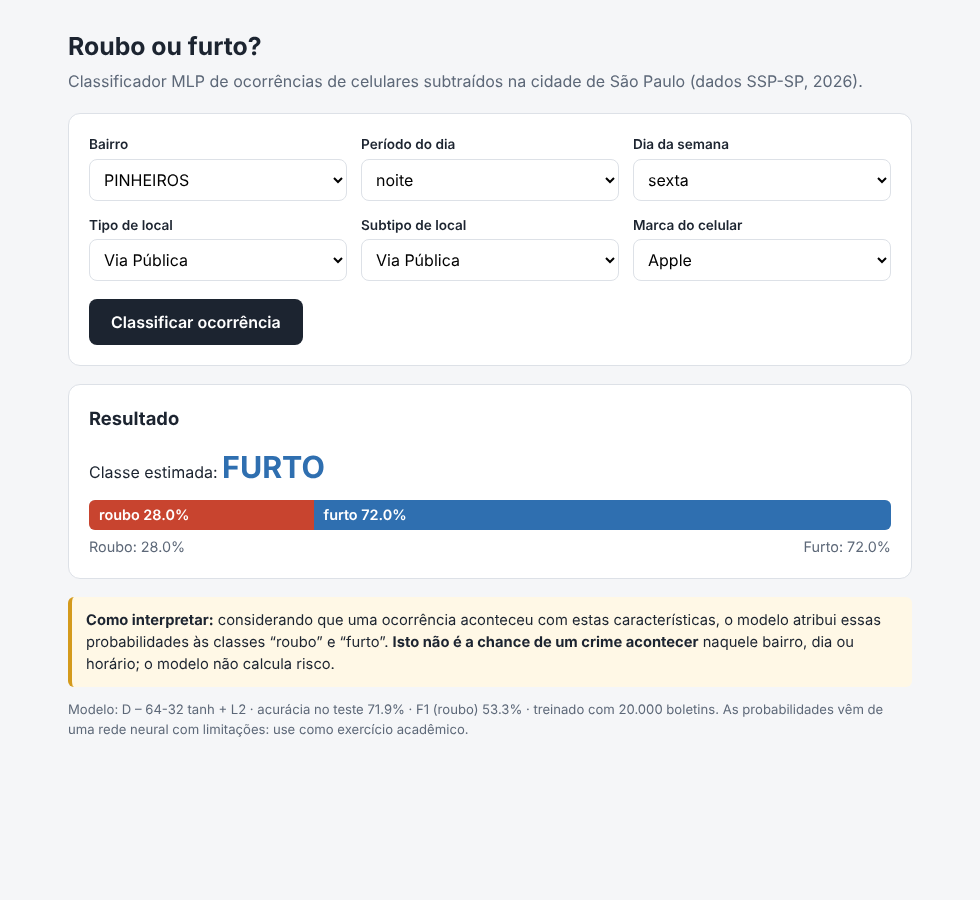 Roubo ou furto?
Classificador MLP de ocorrências de celulares subtraídos na cidade de São Paulo (dados SSP-SP, 2026).
Bairro Período do dia Dia da semana
PINHEIROS noite sexta
Tipo de local Subtipo de local Marca do celular
Via Pública Via Pública Apple
Classificar ocorrência
Resultado
Classe estimada: FURTO
roubo 28.0% furto 72.0%
Roubo: 28.0% Furto: 72.0%
Como interpretar: considerando que uma ocorrência aconteceu com estas características, o modelo atribui essas
probabilidades às classes “roubo” e “furto”. Isto não é a chance de um crime acontecer naquele bairro, dia ou
horário; o modelo não calcula risco.
Modelo: D – 64-32 tanh + L2 · acurácia no teste 71.9% · F1 (roubo) 53.3% · treinado com 20.000 boletins. As probabilidades vêm de
uma rede neural com limitações: use como exercício acadêmico.